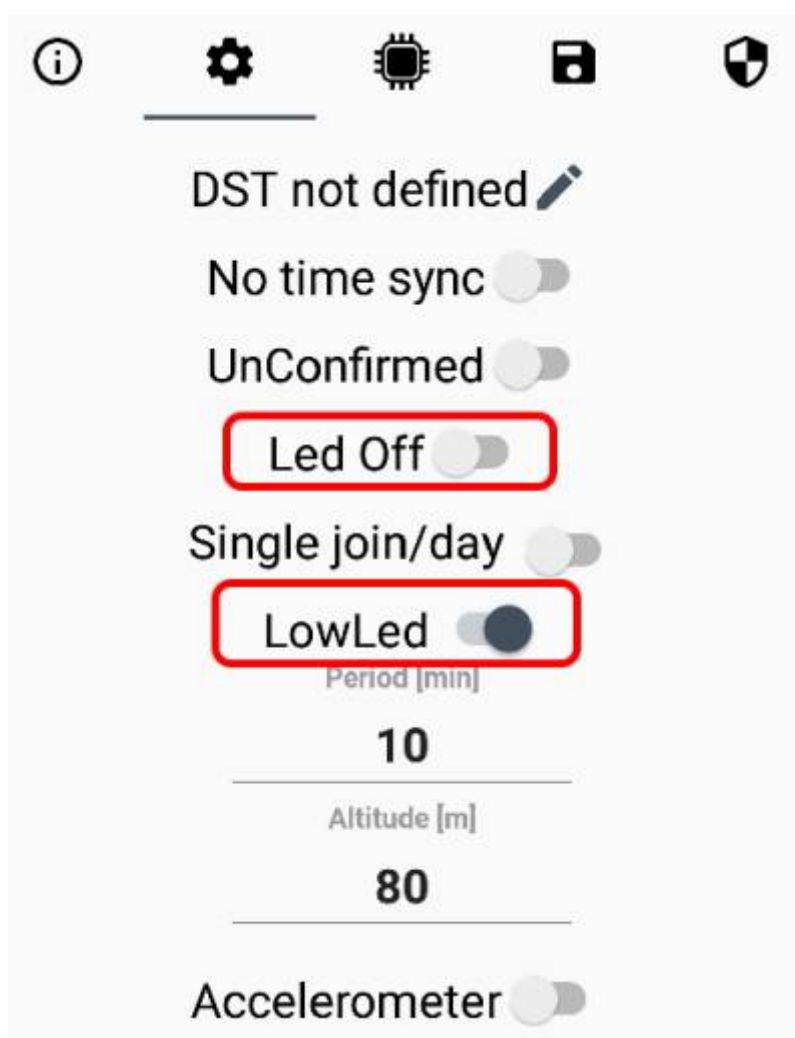 DST not defined
No time sync
UnConfirmed
Led Off
Single join/day
LowLed
Period [min]
10
Altitude [m]
80
Accelerometer